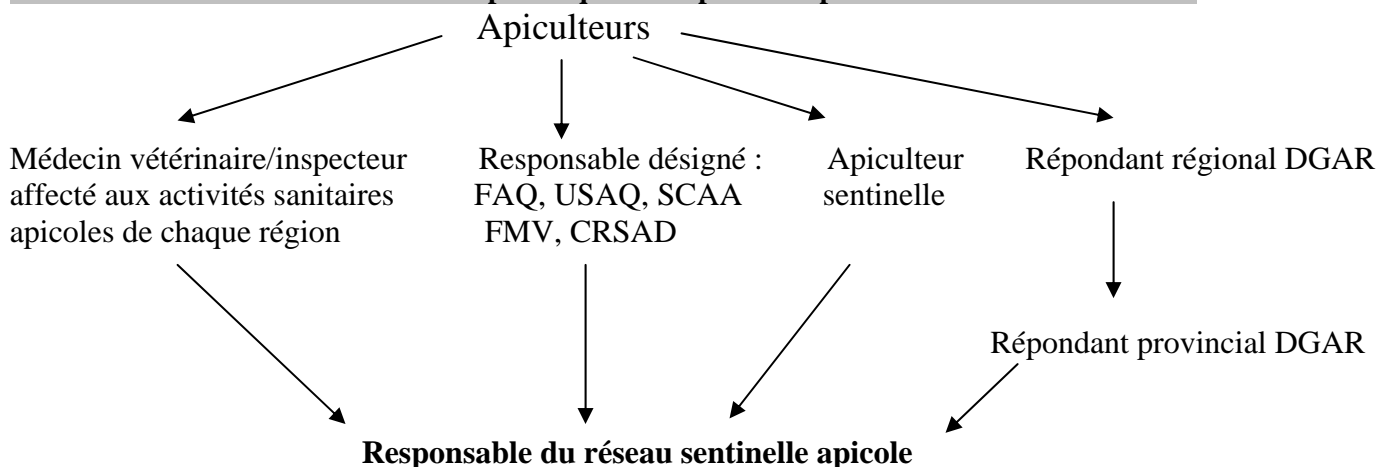 Apiculteurs
Médecin vétérinaire/inspecteur
affecté aux activités sanitaires
apicoles de chaque région
Responsable désigné :
FAQ, USAQ, SCAA
FMV, CRSAD
Apiculteur
sentinelle
Répondant régional DGAR
Répondant provincial DGAR
Responsable du réseau sentinelle apicole